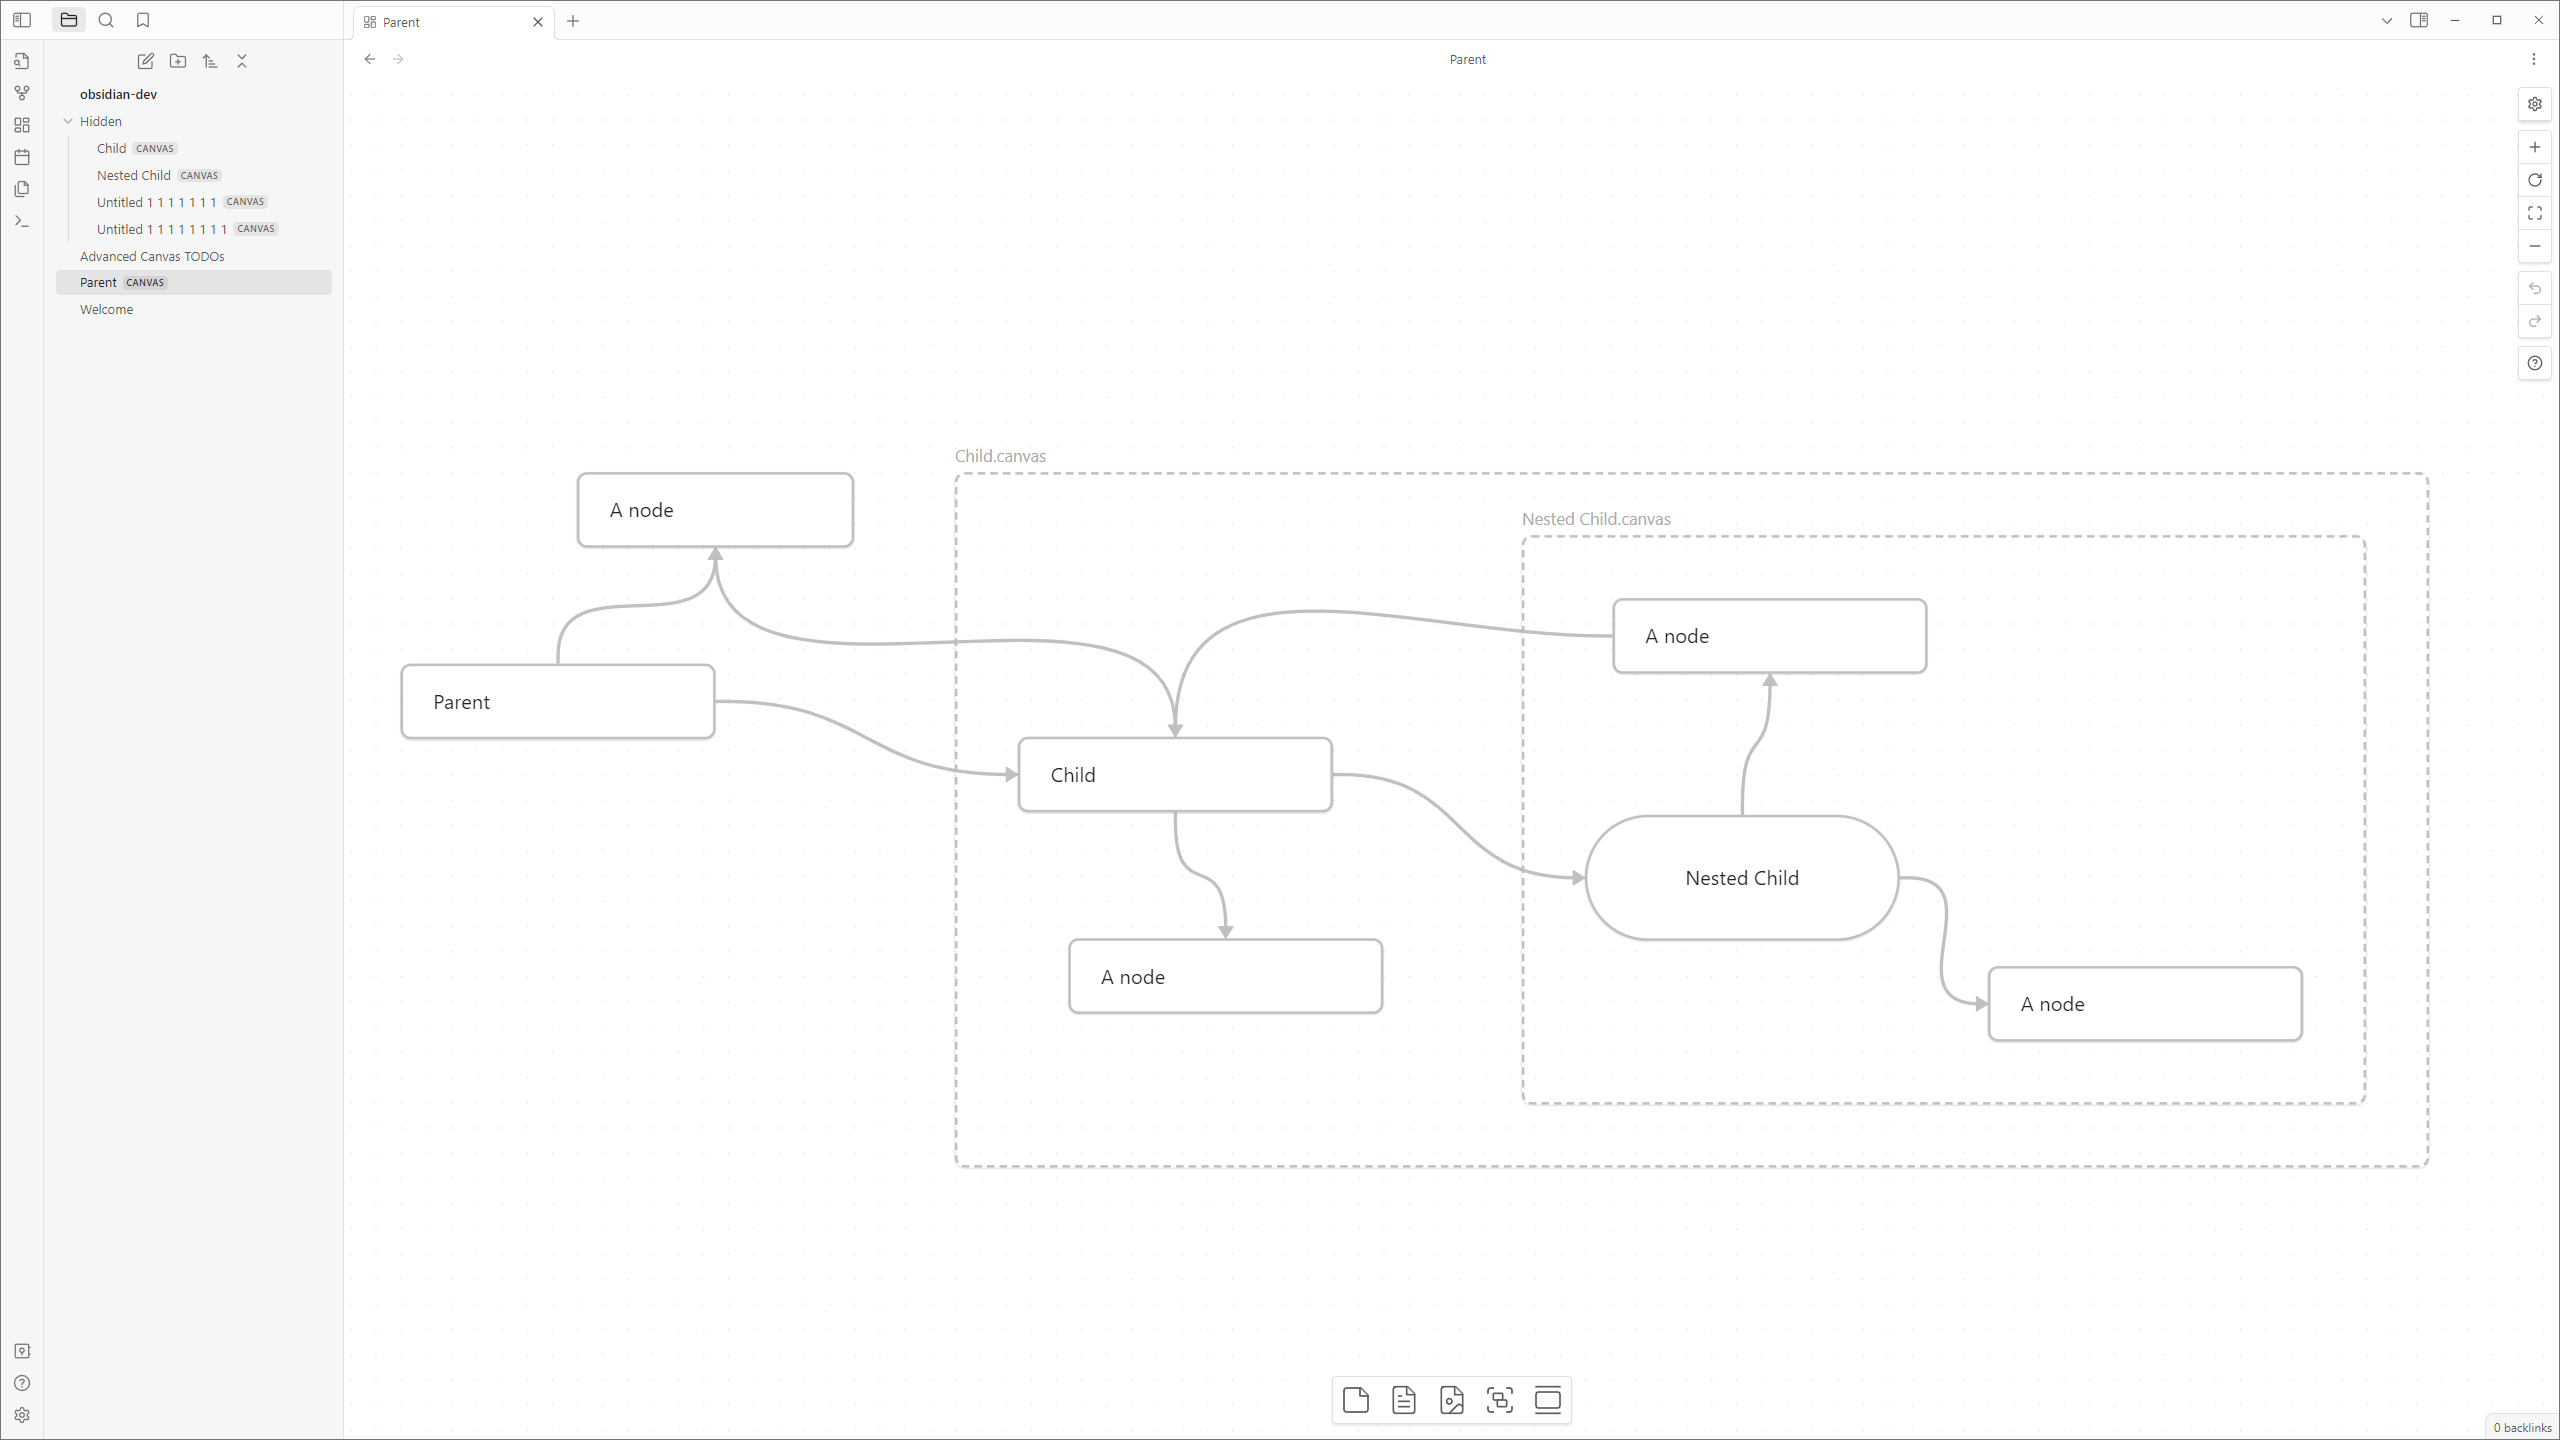 Parent
Parent
obsidian-dev
Hidden
Child CANVAS
Nested Child CANVAS
Untitled 1 1 1 1 1 1 1 CANVAS
Untitled 1 1 1 1 1 1 1 1 CANVAS
Advanced Canvas TODOs
Parent CANVAS
Welcome
Child.canvas
A node
Nested Child.canvas
A node
Parent
Child
Nested Child
A node
A node
0 backlinks